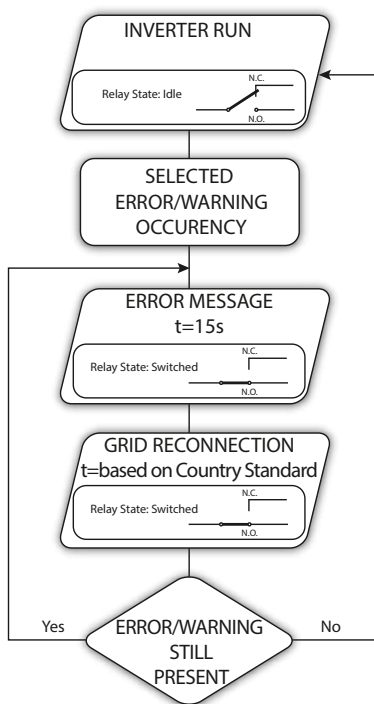 INVERTER RUN
N.C.
Relay State: Idle
N.O.
SELECTED
ERROR/WARNING
OCCURENCY
ERROR MESSAGE
t=15s
N.C.
Relay State: Switched
N.O.
GRID RECONNECTION
t=based on Country Standard
N.C.
Relay State: Switched
N.O.
Yes
ERROR/WARNING
No
STILL
PRESENT